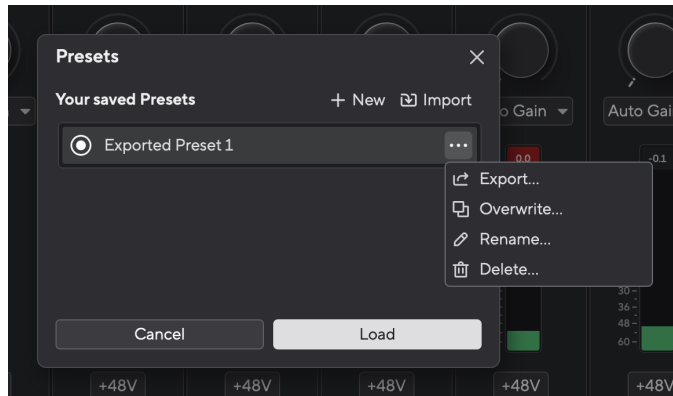 Presets
Your saved Presets
New
Import
Exported Preset 1
Export...
Overwrite...
Rename...
Delete...
Cancel
Load
o Gain
Auto Gai
0.0
-0.1
30
36
48
60
+48V
+48V
+48V
+48V
+48V